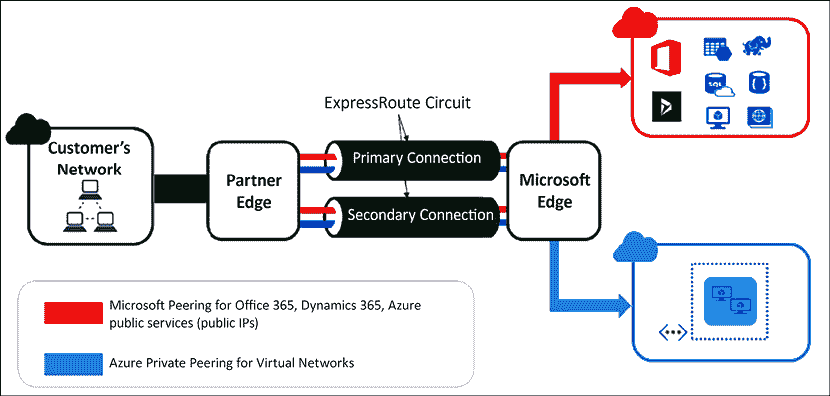 ExpressRoute Circuit
Customer's
Network
Partner
Edge
Primary Connection
Secondary Connection
Microsoft
Edge
SQL
Microsoft Peering for Office 365, Dynamics 365, Azure
public services (public IPs)
Azure Private Peering for Virtual Networks